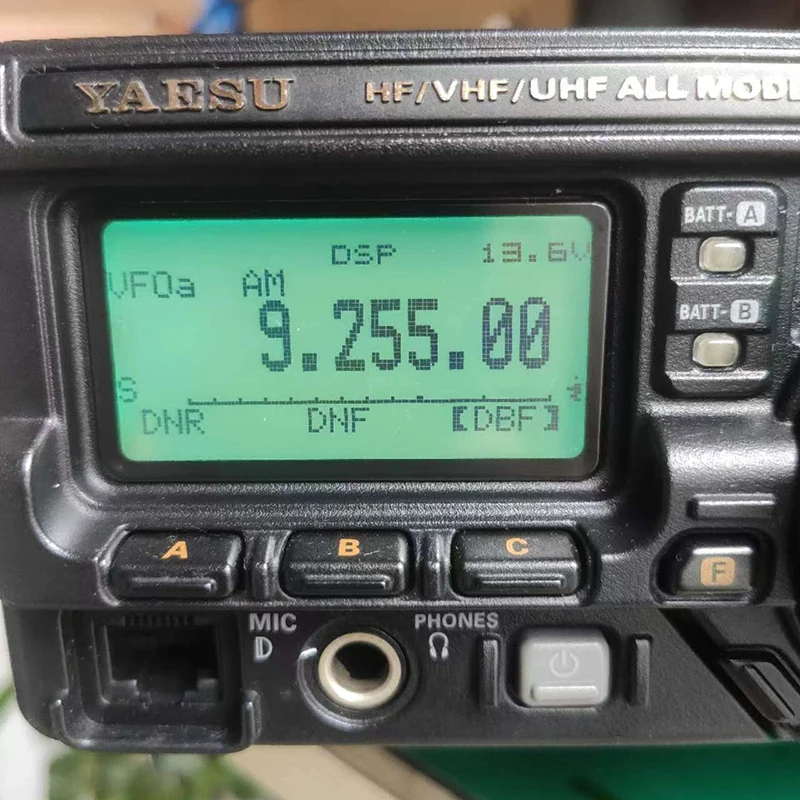 YAESU
HF/VHF/UHF ALL MODE
DSP 13.6V
VFOa AM
9.255.00
S
DNR DNF [DBF]
BATT-A
BATT-B
A B C F
MIC PHONES